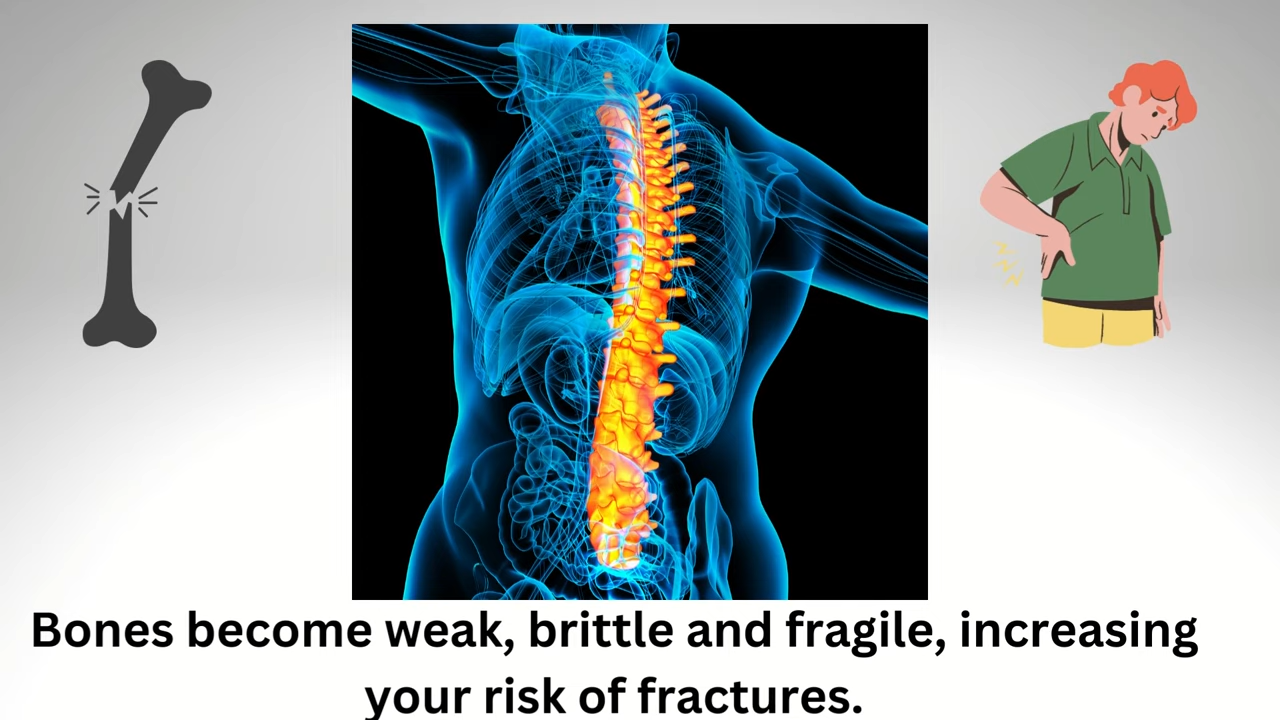 Bones become weak, brittle and fragile, increasing
your risk of fractures.